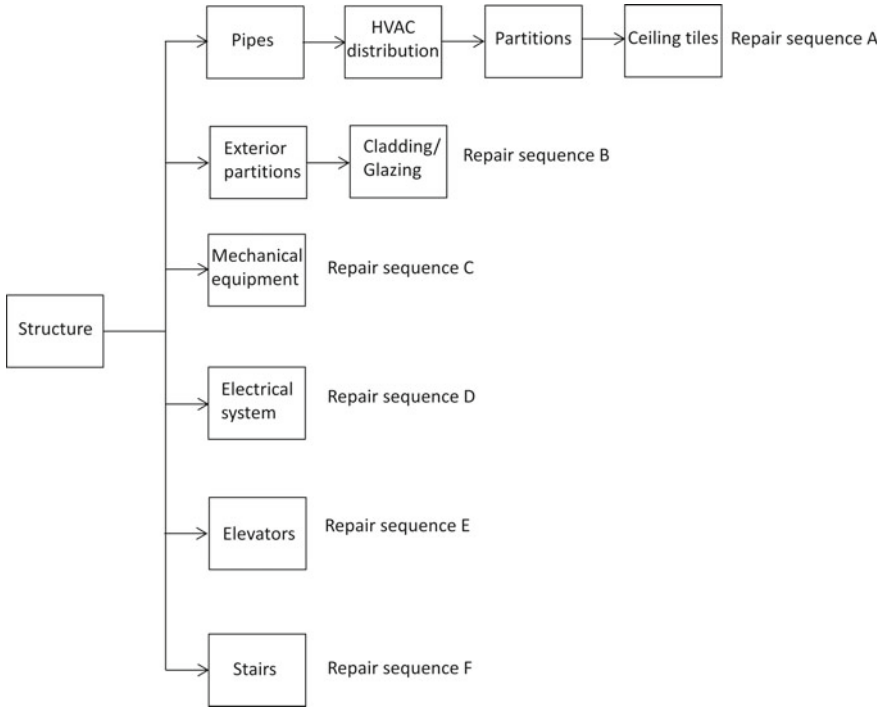 Pipes
HVAC
distribution
Partitions
Ceiling tiles
Repair sequence A
Exterior
partitions
Cladding/
Glazing
Repair sequence B
Mechanical
equipment
Repair sequence C
Structure
Electrical
system
Repair sequence D
Elevators
Repair sequence E
Stairs
Repair sequence F